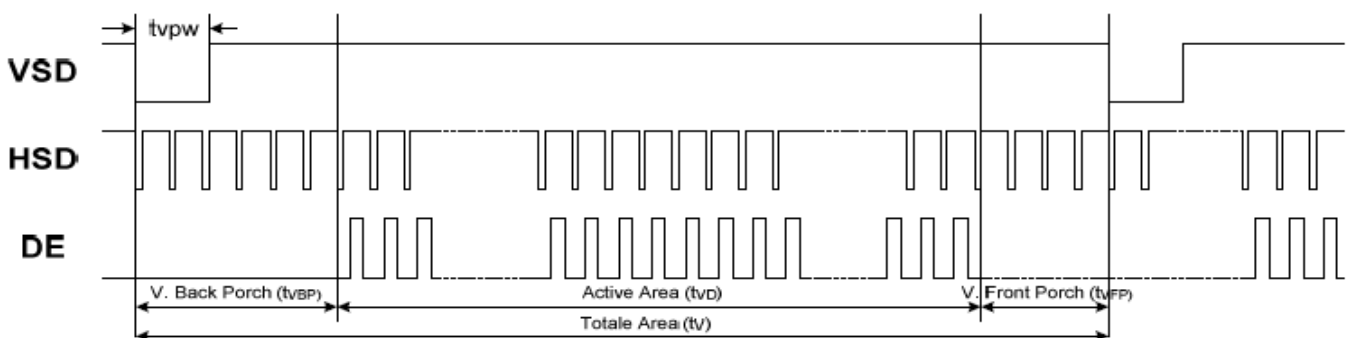 tvpw
VSD
HSD
DE
V. Back Porch (tVBP)
Active Area (tVD)
V. Front Porch (tVFP)
Totale Area (tV)